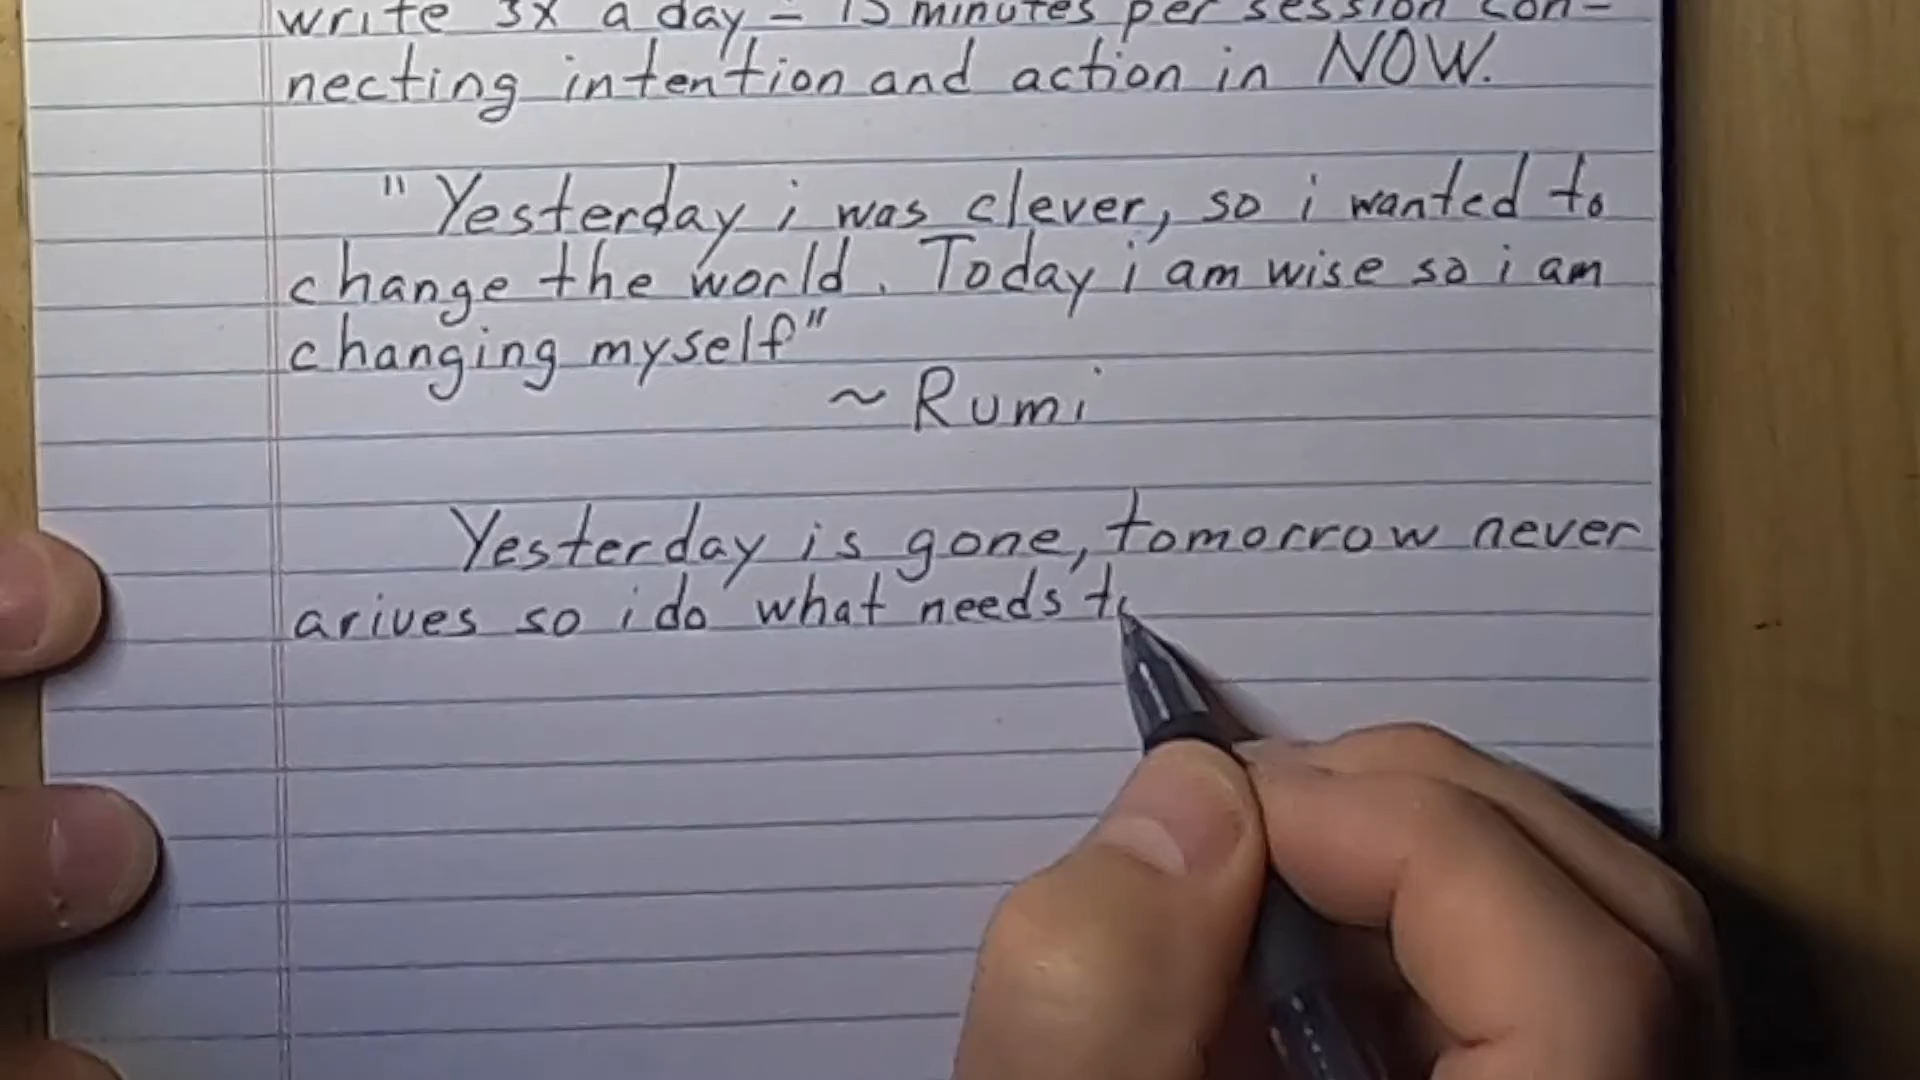 write 3x a day - 15 minutes per session con-
necting intention and action in NOW.
"Yesterday i was clever, so i wanted to
change the world. Today i am wise so i am
changing myself"
~ Rumi
Yesterday is gone, tomorrow never
arives so i do what needs to